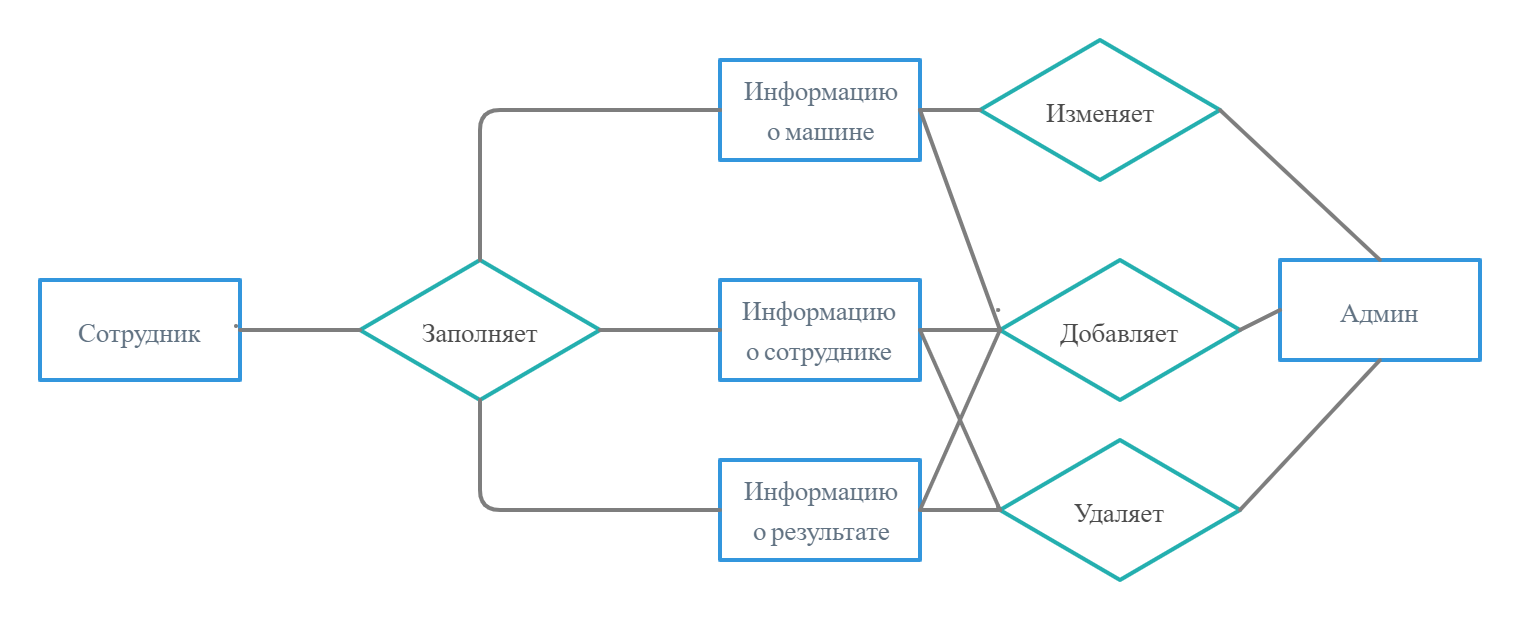 Информацию
о машине
Изменяет
Сотрудник
Заполняет
Информацию
о сотруднике
Добавляет
Админ
Информацию
о результате
Удаляет